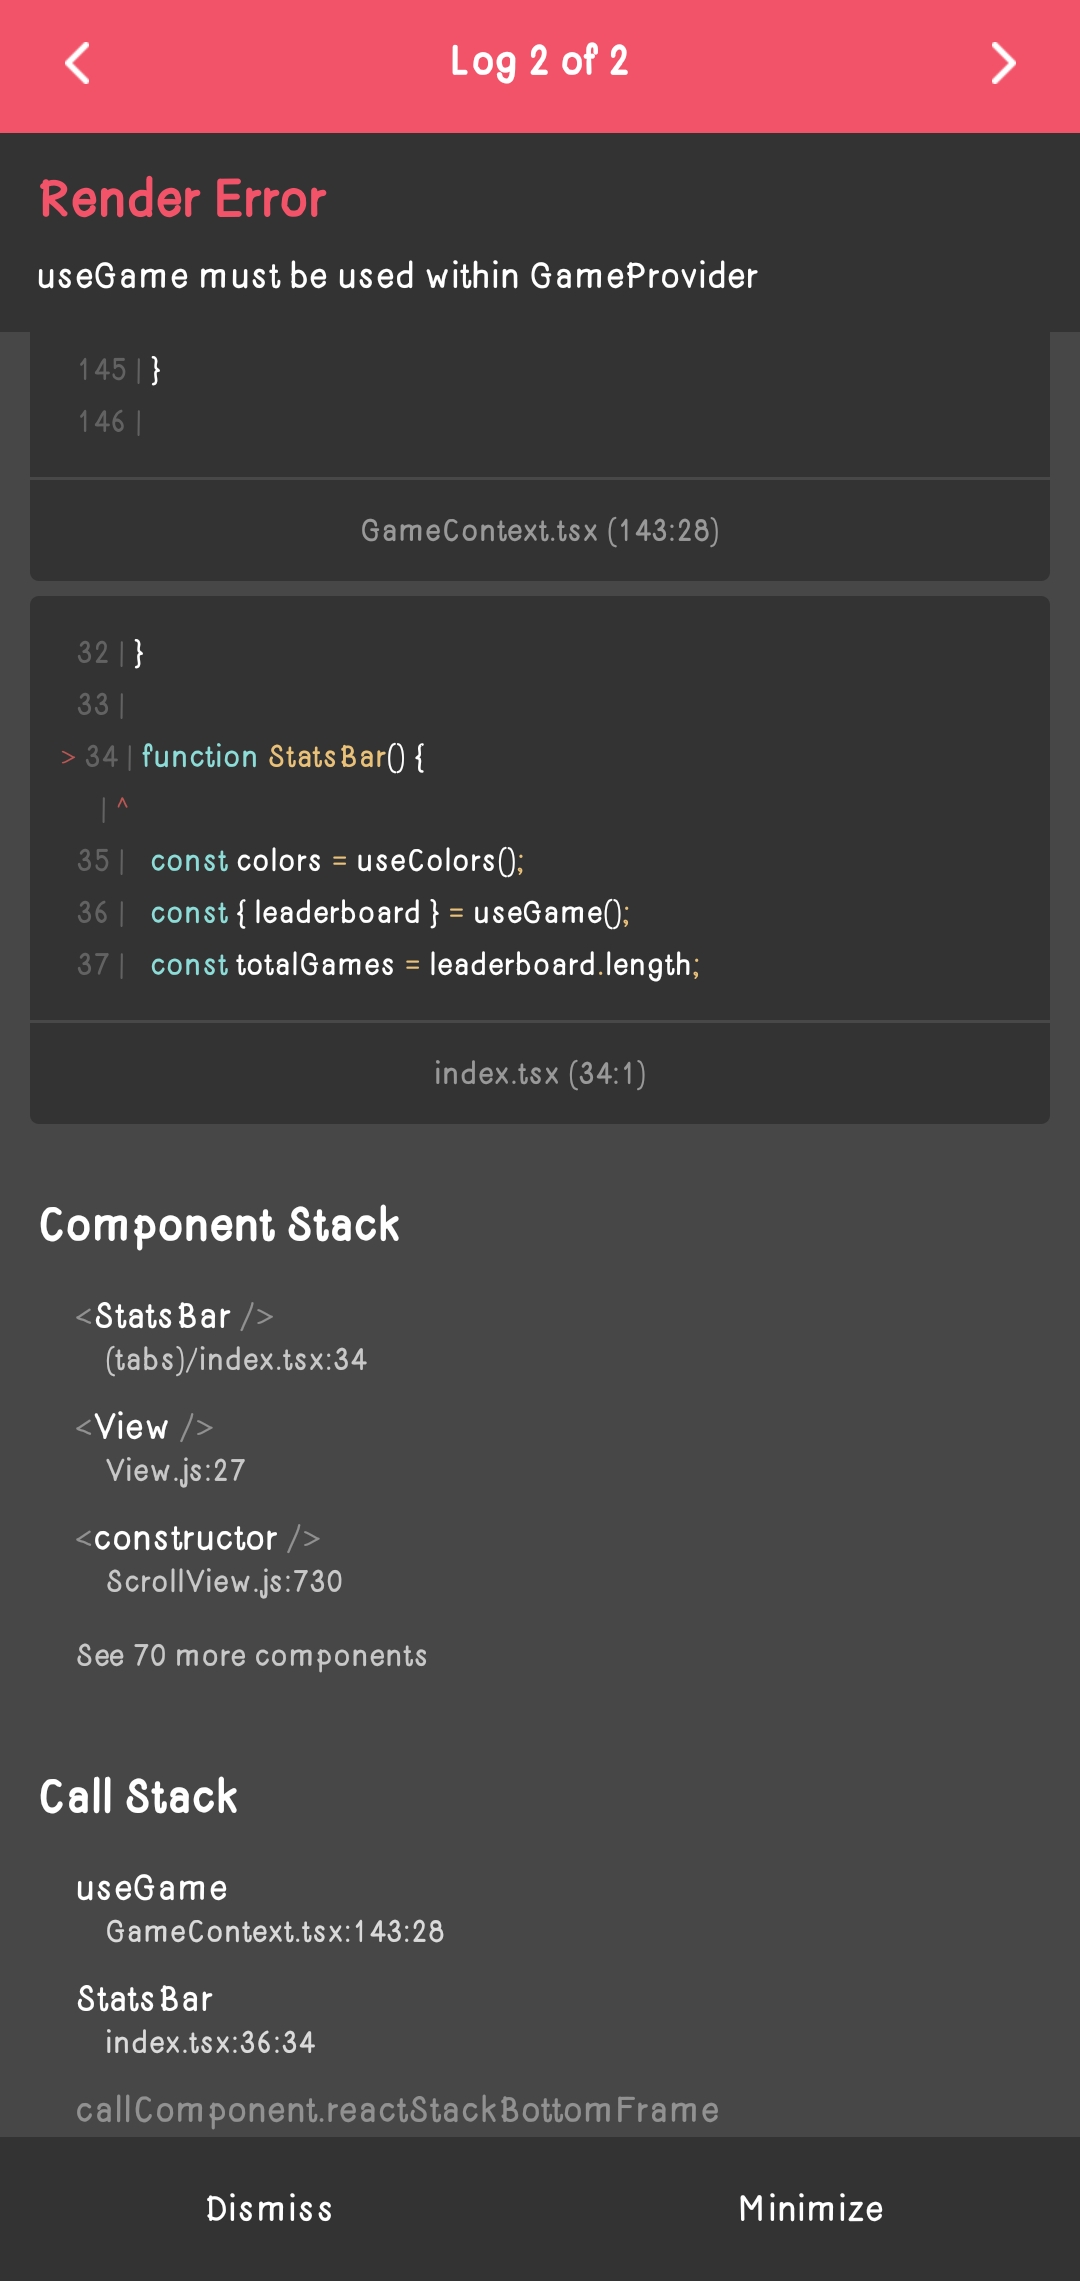 Log 2 of 2
Render Error
useGame must be used within GameProvider
145 | }
146 |
GameContext.tsx (143:28)
32 | }
33 |
> 34 | function StatsBar() {
| ^
35 |   const colors = useColors();
36 |   const { leaderboard } = useGame();
37 |   const totalGames = leaderboard.length;
index.tsx (34:1)
Component Stack
<StatsBar />
(tabs)/index.tsx:34
<View />
View.js:27
<constructor />
ScrollView.js:730
See 70 more components
Call Stack
useGame
GameContext.tsx:143:28
StatsBar
index.tsx:36:34
callComponent.reactStackBottomFrame
Dismiss
Minimize